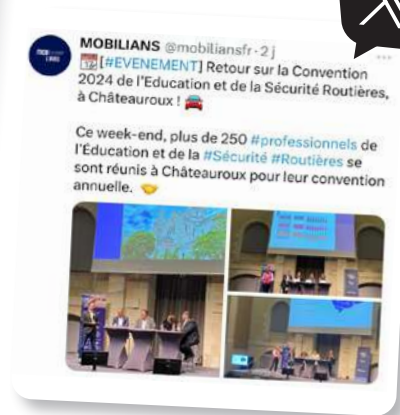 MOBILIANS @mobiliansfr · 2 j
📅[#EVENEMENT] Retour sur la Convention
2024 de l'Education et de la Sécurité Routières,
à Châteauroux ! 🚘
Ce week-end, plus de 250 #professionnels de
l'Éducation et de la #Sécurité #Routières se
sont réunis à Châteauroux pour leur convention
annuelle. 🤝